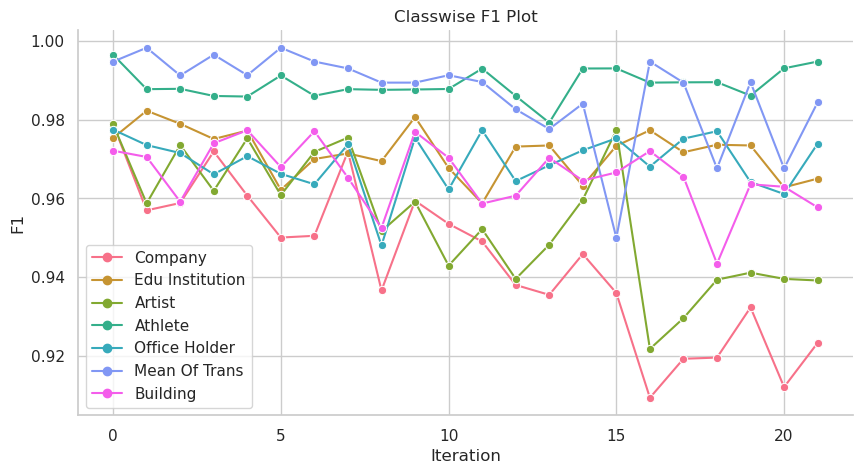 Classwise F1 Plot
1.00
0.98
0.96
0.94
0.92
F1
Company
Edu Institution
Artist
Athlete
Office Holder
Mean Of Trans
Building
0 5 10 15 20
Iteration